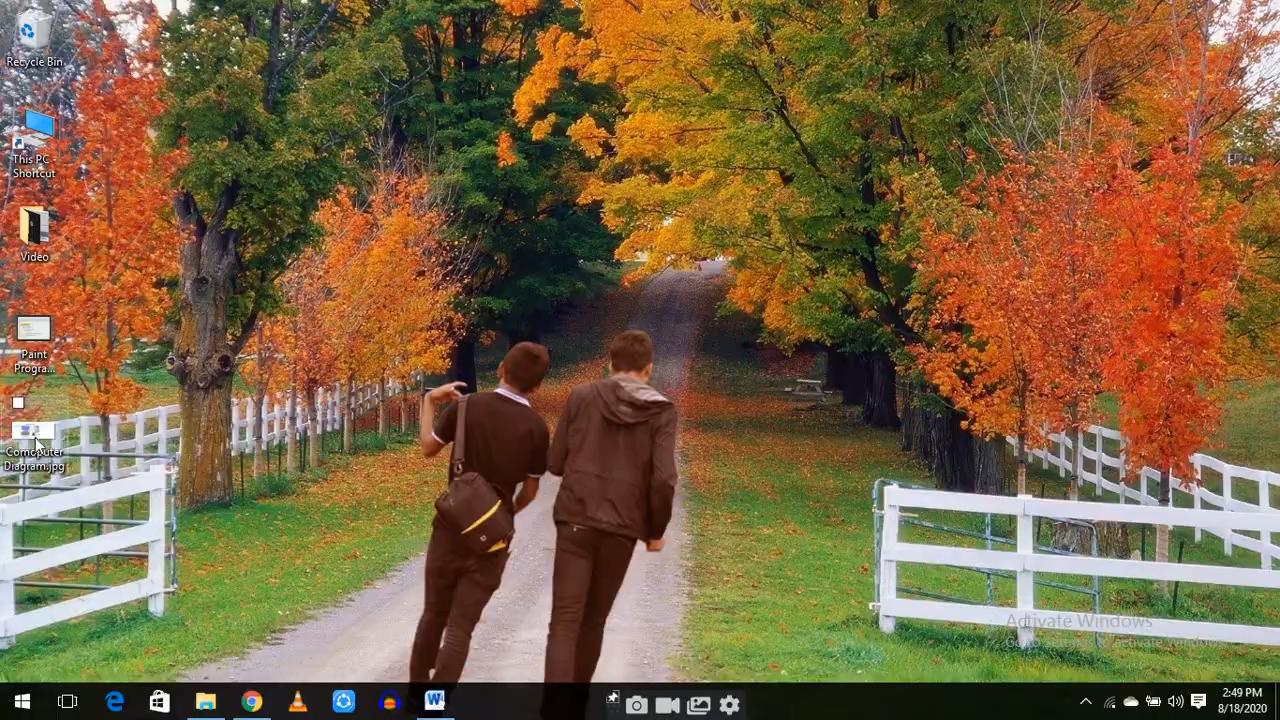 Recycle Bin
This PC -
Shortcut
Video
Paint
Progra...
Computer
Diagram.jpg
Activate Windows
2:49 PM
8/18/2020